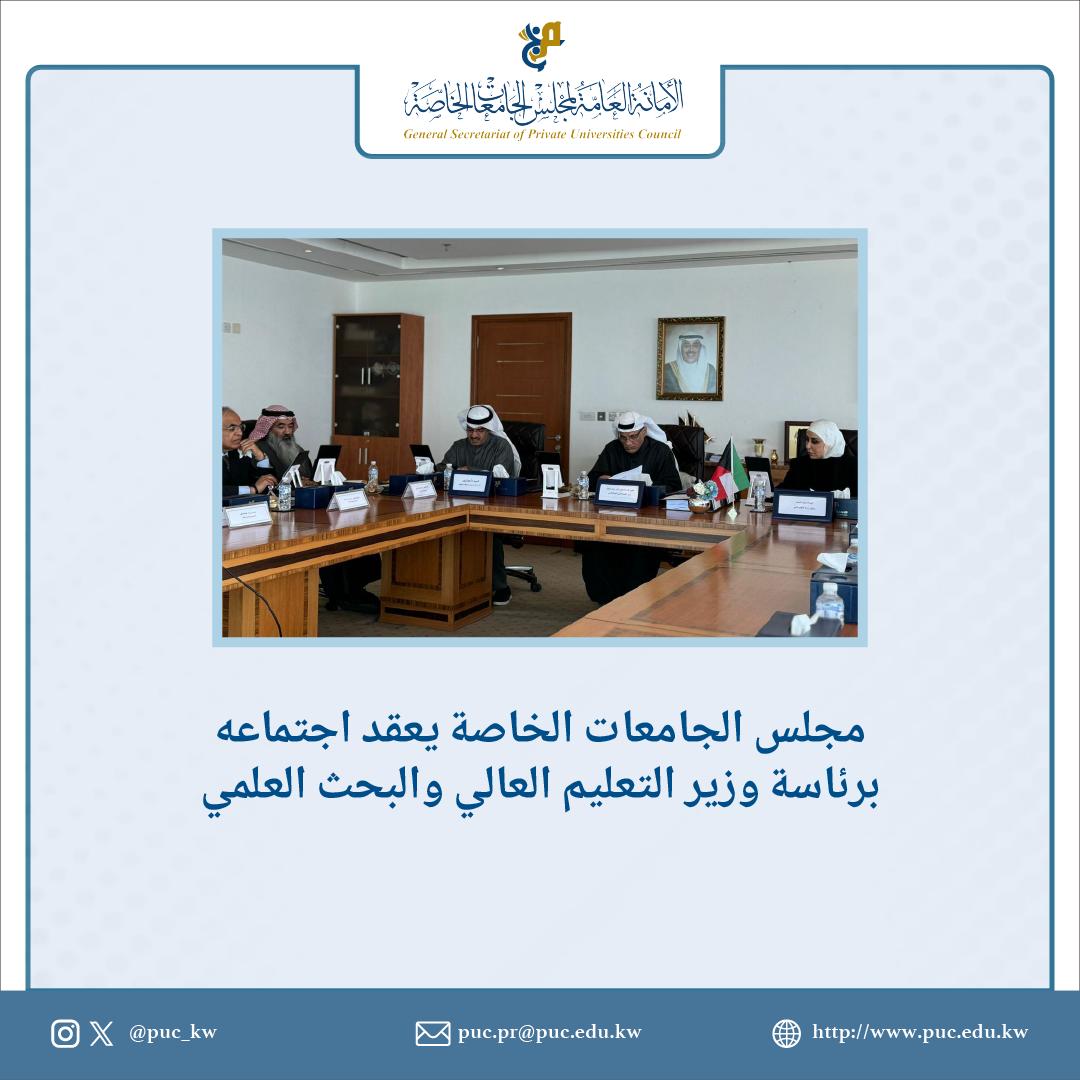 الأمانة العامة لمجلس الجامعات الخاصة
General Secretariat of Private Universities Council
مجلس الجامعات الخاصة يعقد اجتماعه
برئاسة وزير التعليم العالي والبحث العلمي
@puc_kw
puc.pr@puc.edu.kw
http://www.puc.edu.kw